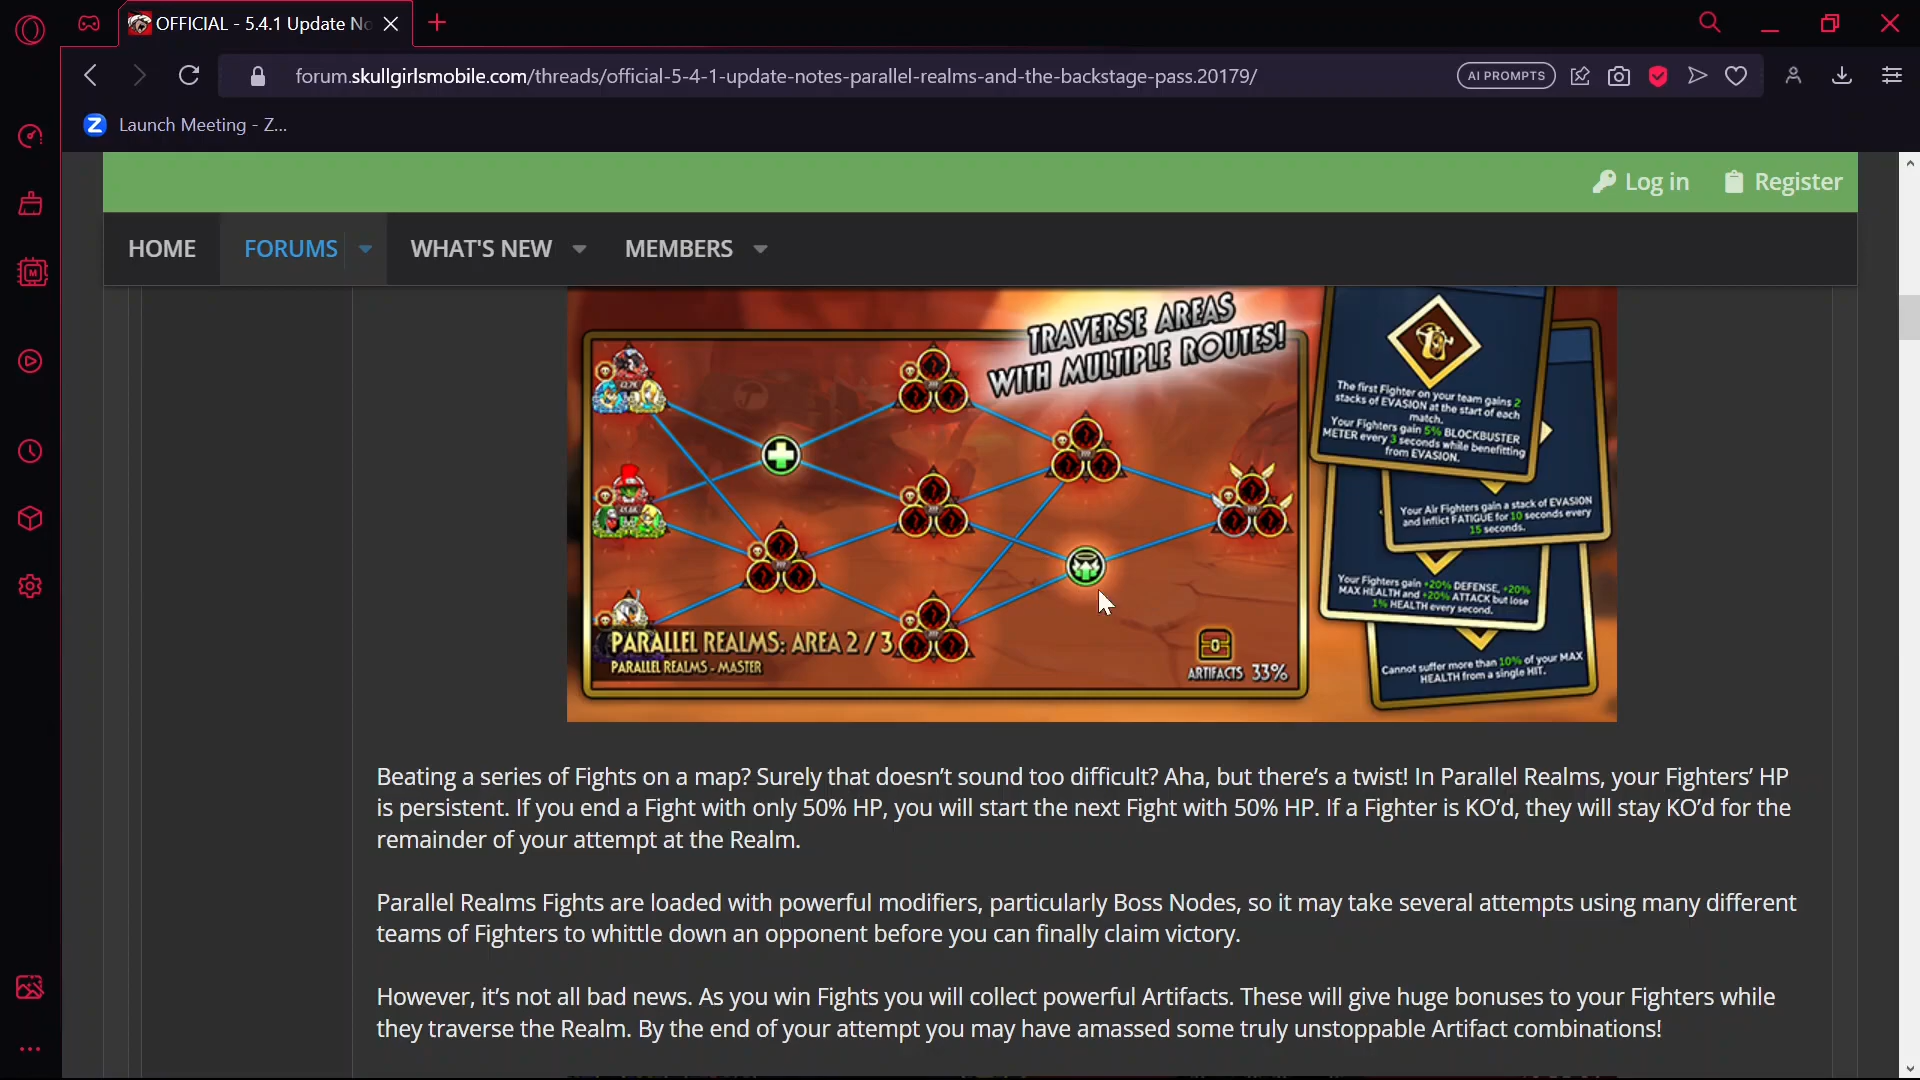 OFFICIAL - 5.4.1 Update No
forum.skullgirlsmobile.com/threads/official-5-4-1-update-notes-parallel-realms-and-the-backstage-pass.20179/
AI PROMPTS
Z Launch Meeting - Z...
Log in
Register
HOME
FORUMS
WHAT'S NEW
MEMBERS
TRAVERSE AREAS
WITH MULTIPLE ROUTES!
PARALLEL REALMS: AREA 2 / 3
PARALLEL REALMS - MASTER
ARTIFACTS 33%
The first Fighter on your team gains 2
stacks of EVASION at the start of each
match.
Your Fighters gain 5% BLOCKBUSTER
METER every 3 seconds while benefitting
from EVASION.
Your Air Fighters gain a stack of EVASION
and inflict FATIGUE for 10 seconds every
15 seconds.
Your Fighters gain +20% DEFENSE, +20%
MAX HEALTH and +20% ATTACK but lose
1% HEALTH every second.
Cannot suffer more than 10% of your MAX
HEALTH from a single HIT.
Beating a series of Fights on a map? Surely that doesn’t sound too difficult? Aha, but there’s a twist! In Parallel Realms, your Fighters’ HP
is persistent. If you end a Fight with only 50% HP, you will start the next Fight with 50% HP. If a Fighter is KO’d, they will stay KO’d for the
remainder of your attempt at the Realm.
Parallel Realms Fights are loaded with powerful modifiers, particularly Boss Nodes, so it may take several attempts using many different
teams of Fighters to whittle down an opponent before you can finally claim victory.
However, it’s not all bad news. As you win Fights you will collect powerful Artifacts. These will give huge bonuses to your Fighters while
they traverse the Realm. By the end of your attempt you may have amassed some truly unstoppable Artifact combinations!